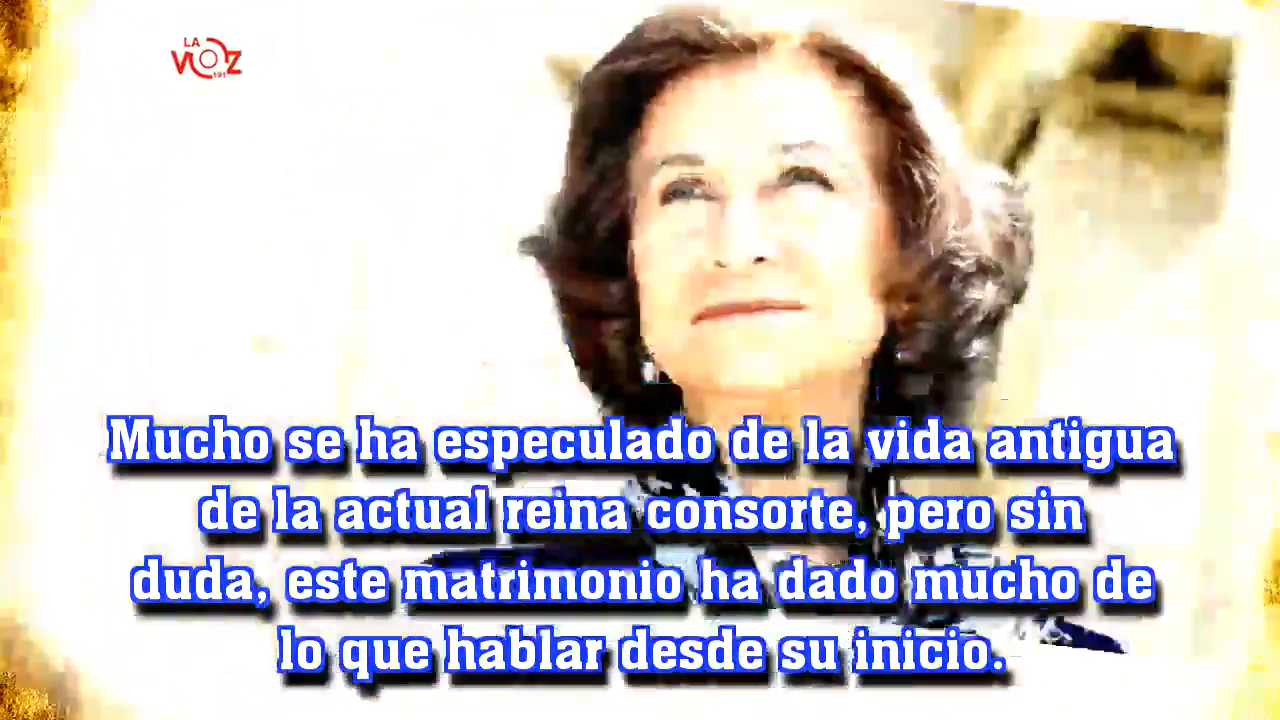 LA
VOZ
191
Mucho se ha especulado de la vida antigua
de la actual reina consorte, pero sin
duda, este matrimonio ha dado mucho de
lo que hablar desde su inicio.